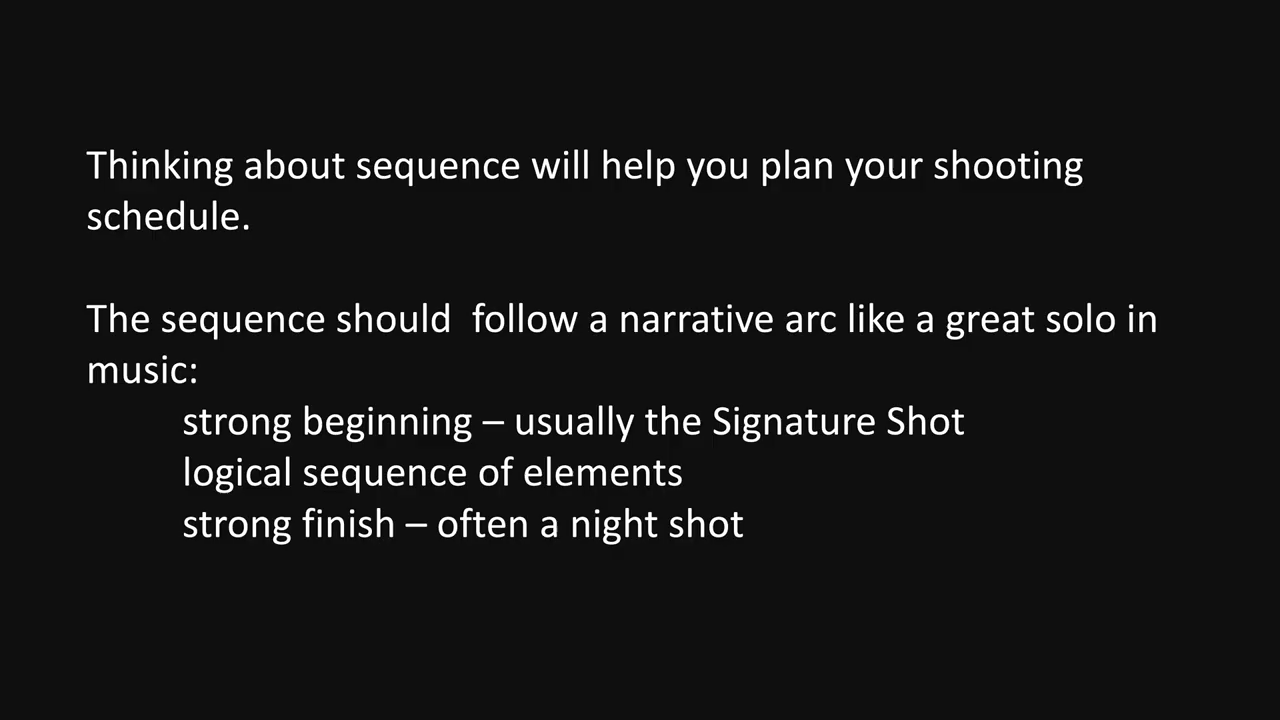 Thinking about sequence will help you plan your shooting
schedule.
The sequence should  follow a narrative arc like a great solo in
music:
strong beginning – usually the Signature Shot
logical sequence of elements
strong finish – often a night shot